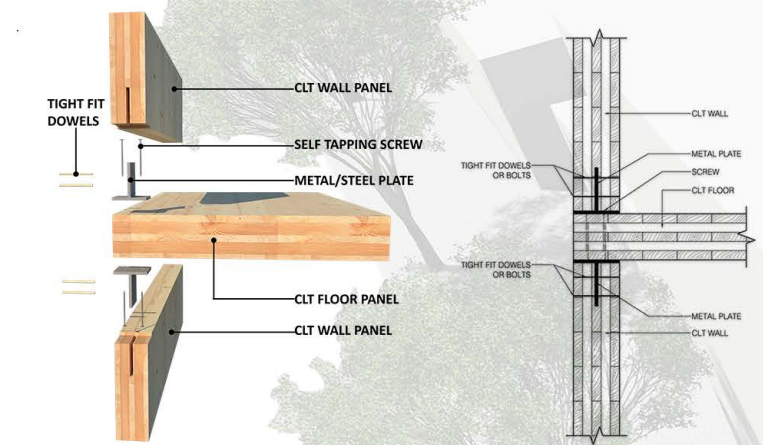 CLT WALL PANEL
TIGHT FIT
DOWELS
SELF TAPPING SCREW
METAL/STEEL PLATE
CLT FLOOR PANEL
CLT WALL PANEL
CLT WALL
METAL PLATE
TIGHT FIT DOWELS
OR BOLTS
SCREW
CLT FLOOR
TIGHT FIT DOWELS
OR BOLTS
METAL PLATE
CLT WALL